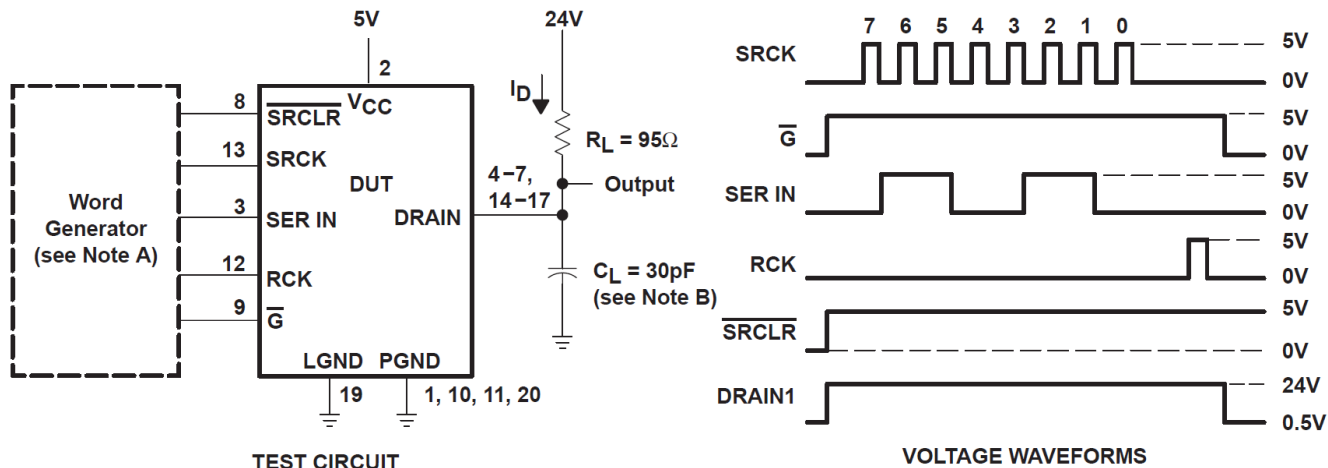 5V
24V
2
VCC
Word
Generator
(see Note A)
8
SRCLR
13
SRCK
3
SER IN
12
RCK
9
G
DUT
DRAIN
4−7,
14−17
LGND
PGND
19
1, 10, 11, 20
ID
RL = 95Ω
Output
CL = 30pF
(see Note B)
TEST CIRCUIT
7 6 5 4 3 2 1 0
SRCK
5V
0V
G
5V
0V
SER IN
5V
0V
RCK
5V
0V
SRCLR
5V
0V
DRAIN1
24V
0.5V
VOLTAGE WAVEFORMS